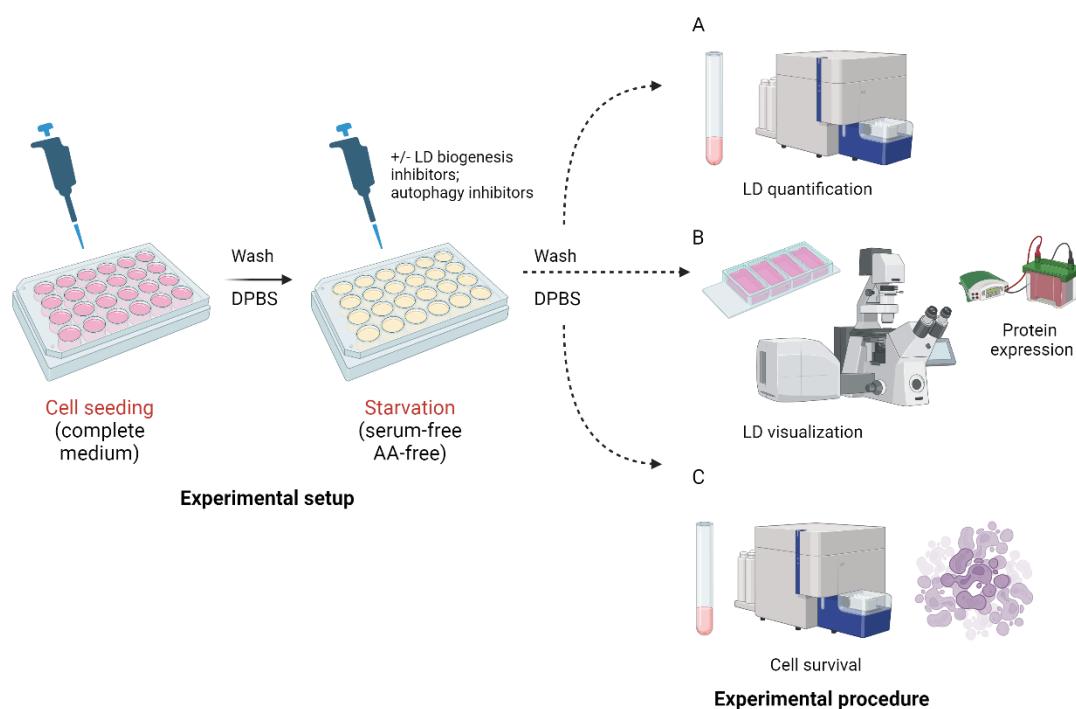 A
+/- LD biogenesis
inhibitors;
autophagy inhibitors
LD quantification
Wash
DPBS
Wash
DPBS
B
Protein
expression
Cell seeding
(complete
medium)
Starvation
(serum-free
AA-free)
LD visualization
Experimental setup
C
Cell survival
Experimental procedure